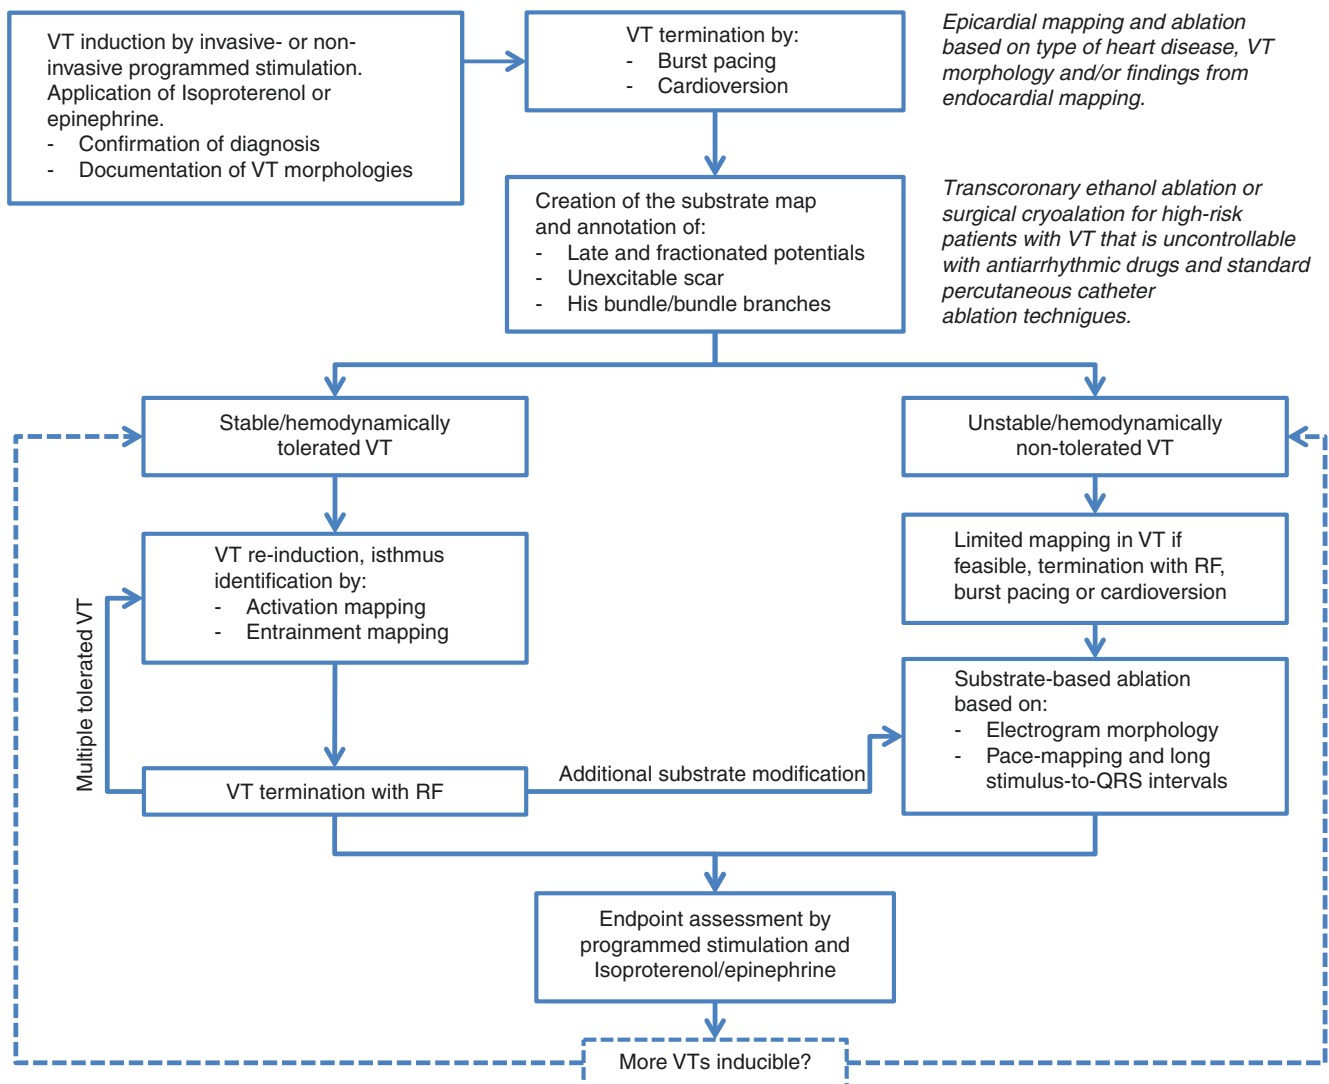 VT induction by invasive- or non-
invasive programmed stimulation.
Application of Isoproterenol or
epinephrine.
- Confirmation of diagnosis
- Documentation of VT morphologies
VT termination by:
- Burst pacing
- Cardioversion
Epicardial mapping and ablation
based on type of heart disease, VT
morphology and/or findings from
endocardial mapping.
Creation of the substrate map
and annotation of:
- Late and fractionated potentials
- Unexcitable scar
- His bundle/bundle branches
Transcoronary ethanol ablation or
surgical cryoalation for high-risk
patients with VT that is uncontrollable
with antiarrhythmic drugs and standard
percutaneous catheter
ablation technigues.
Stable/hemodynamically
tolerated VT
Unstable/hemodynamically
non-tolerated VT
VT re-induction, isthmus
identification by:
- Activation mapping
- Entrainment mapping
Limited mapping in VT if
feasible, termination with RF,
burst pacing or cardioversion
Multiple tolerated VT
Substrate-based ablation
based on:
- Electrogram morphology
- Pace-mapping and long
stimulus-to-QRS intervals
VT termination with RF
Additional substrate modification
Endpoint assessment by
programmed stimulation and
Isoproterenol/epinephrine
More VTs inducible?